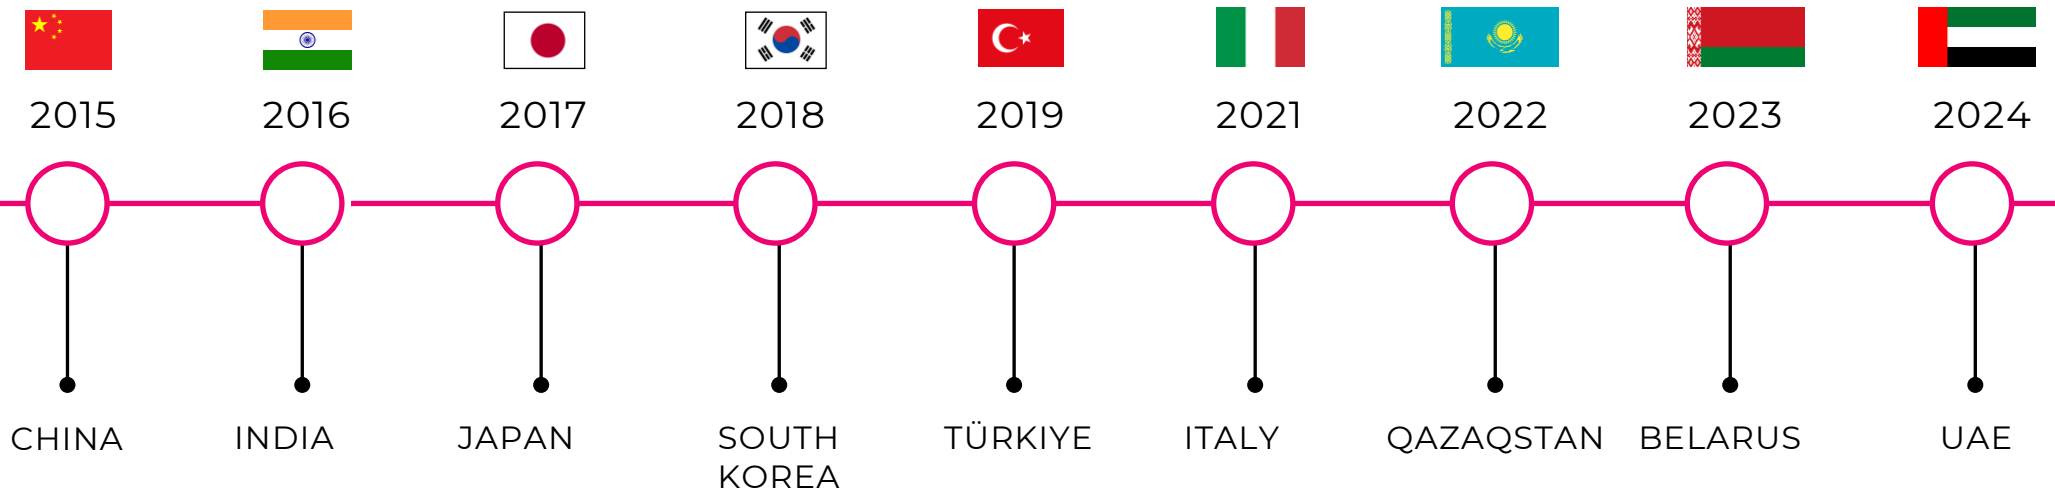 2015
2016
2017
2018
2019
2021
2022
2023
2024
CHINA
INDIA
JAPAN
SOUTH
KOREA
TÜRKIYE
ITALY
QAZAQSTAN
BELARUS
UAE